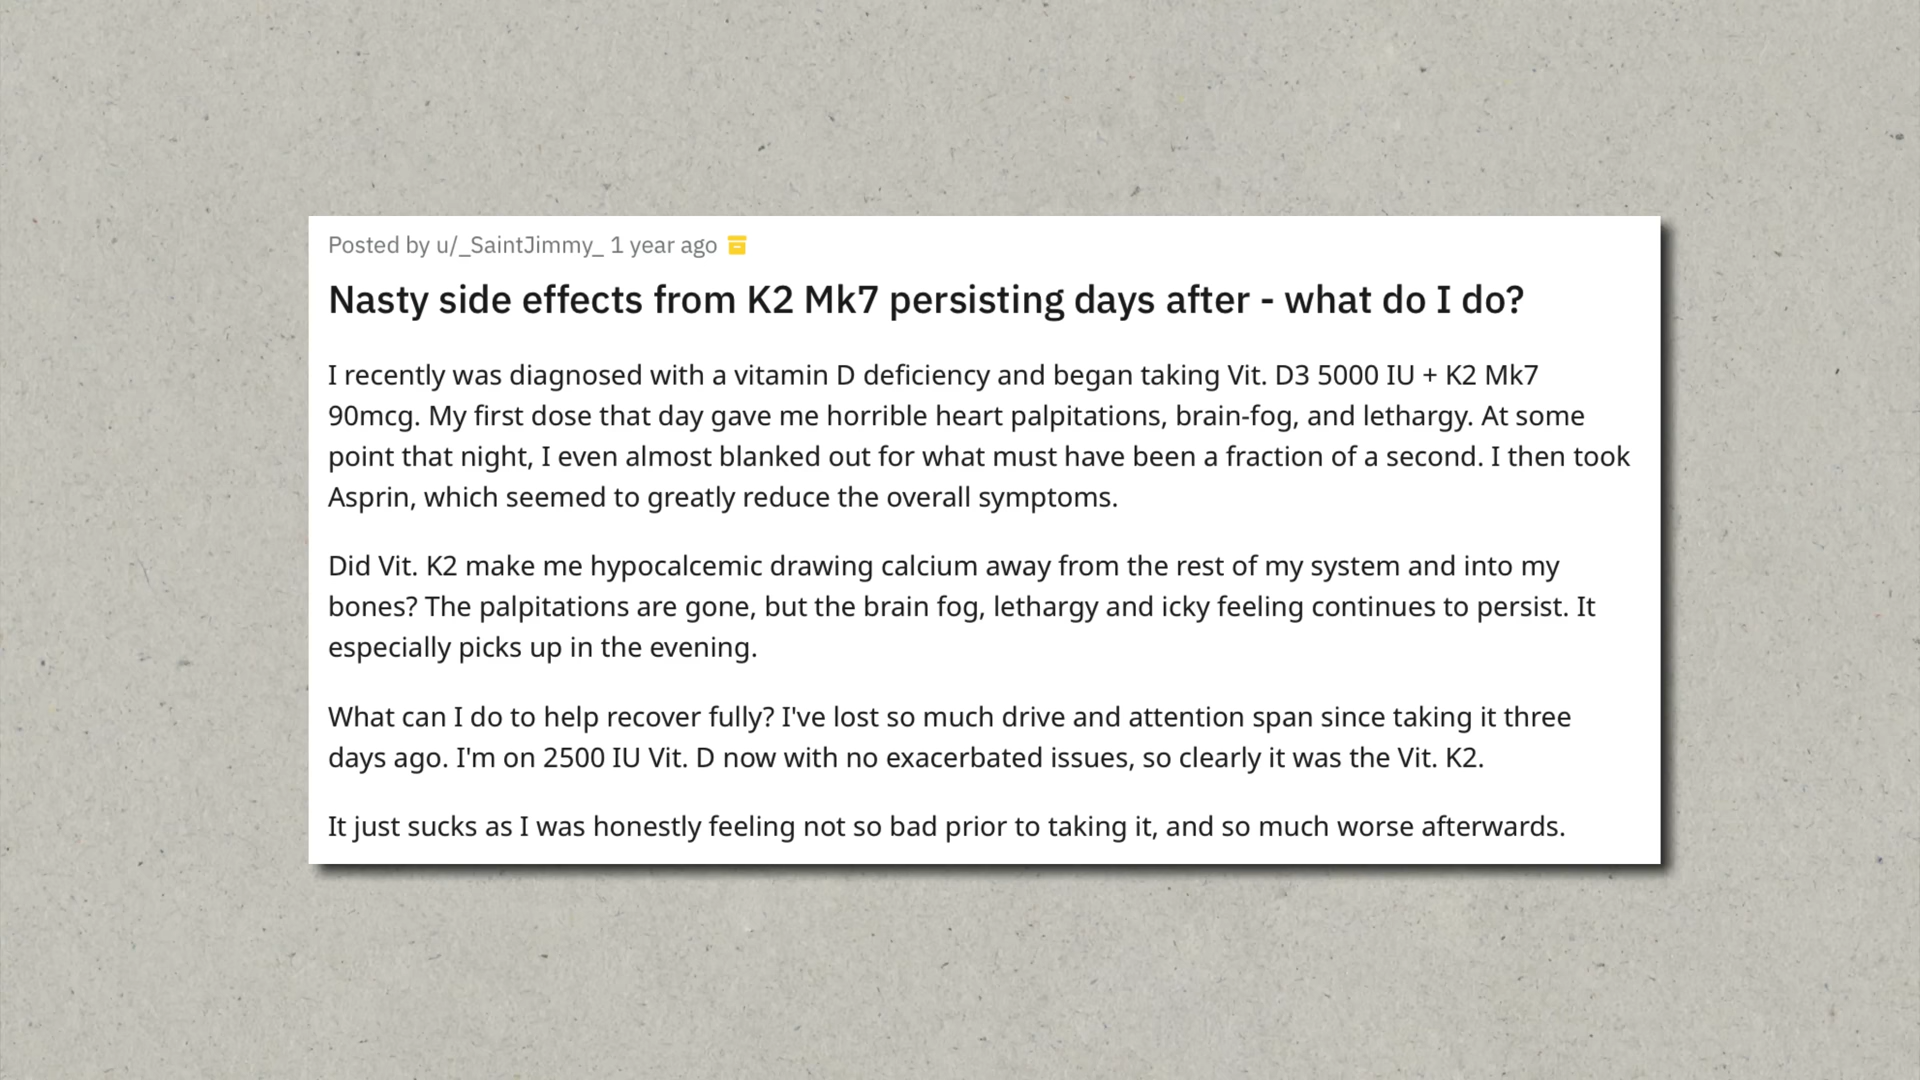 Posted by u/_SaintJimmy_ 1 year ago
Nasty side effects from K2 Mk7 persisting days after - what do I do?
I recently was diagnosed with a vitamin D deficiency and began taking Vit. D3 5000 IU + K2 Mk7
90mcg. My first dose that day gave me horrible heart palpitations, brain-fog, and lethargy. At some
point that night, I even almost blanked out for what must have been a fraction of a second. I then took
Asprin, which seemed to greatly reduce the overall symptoms.
Did Vit. K2 make me hypocalcemic drawing calcium away from the rest of my system and into my
bones? The palpitations are gone, but the brain fog, lethargy and icky feeling continues to persist. It
especially picks up in the evening.
What can I do to help recover fully? I've lost so much drive and attention span since taking it three
days ago. I'm on 2500 IU Vit. D now with no exacerbated issues, so clearly it was the Vit. K2.
It just sucks as I was honestly feeling not so bad prior to taking it, and so much worse afterwards.